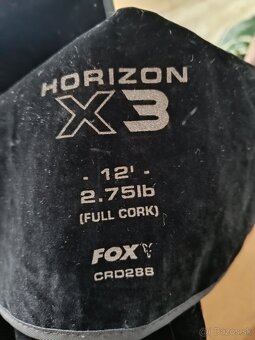 HORIZON
X3
- 12' -
2.75lb
(FULL CORK)
FOX
CRD288